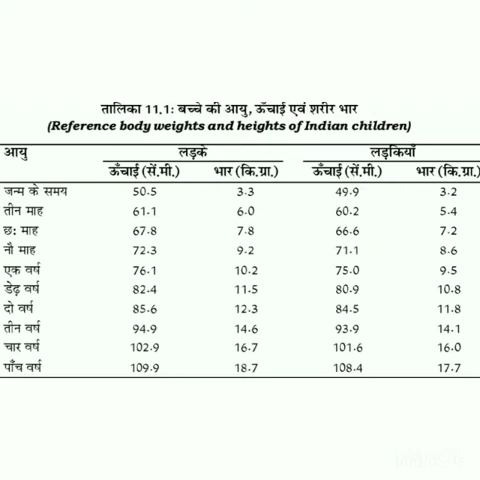 तालिका 11.1: बच्चे की आयु, ऊँचाई एवं शरीर भार
(Reference body weights and heights of Indian children)
आयु लड़के लड़कियाँ
ऊँचाई (सें.मी.) भार (कि.ग्रा.) ऊँचाई (सें.मी.) भार (कि.ग्रा.)
जन्म के समय 50.5 3.3 49.9 3.2
तीन माह 61.1 6.0 60.2 5.4
छ: माह 67.8 7.8 66.6 7.2
नौ माह 72.3 9.2 71.1 8.6
एक वर्ष 76.1 10.2 75.0 9.5
डेढ़ वर्ष 82.4 11.5 80.9 10.8
दो वर्ष 85.6 12.3 84.5 11.8
तीन वर्ष 94.9 14.6 93.9 14.1
चार वर्ष 102.9 16.7 101.6 16.0
पाँच वर्ष 109.9 18.7 108.4 17.7